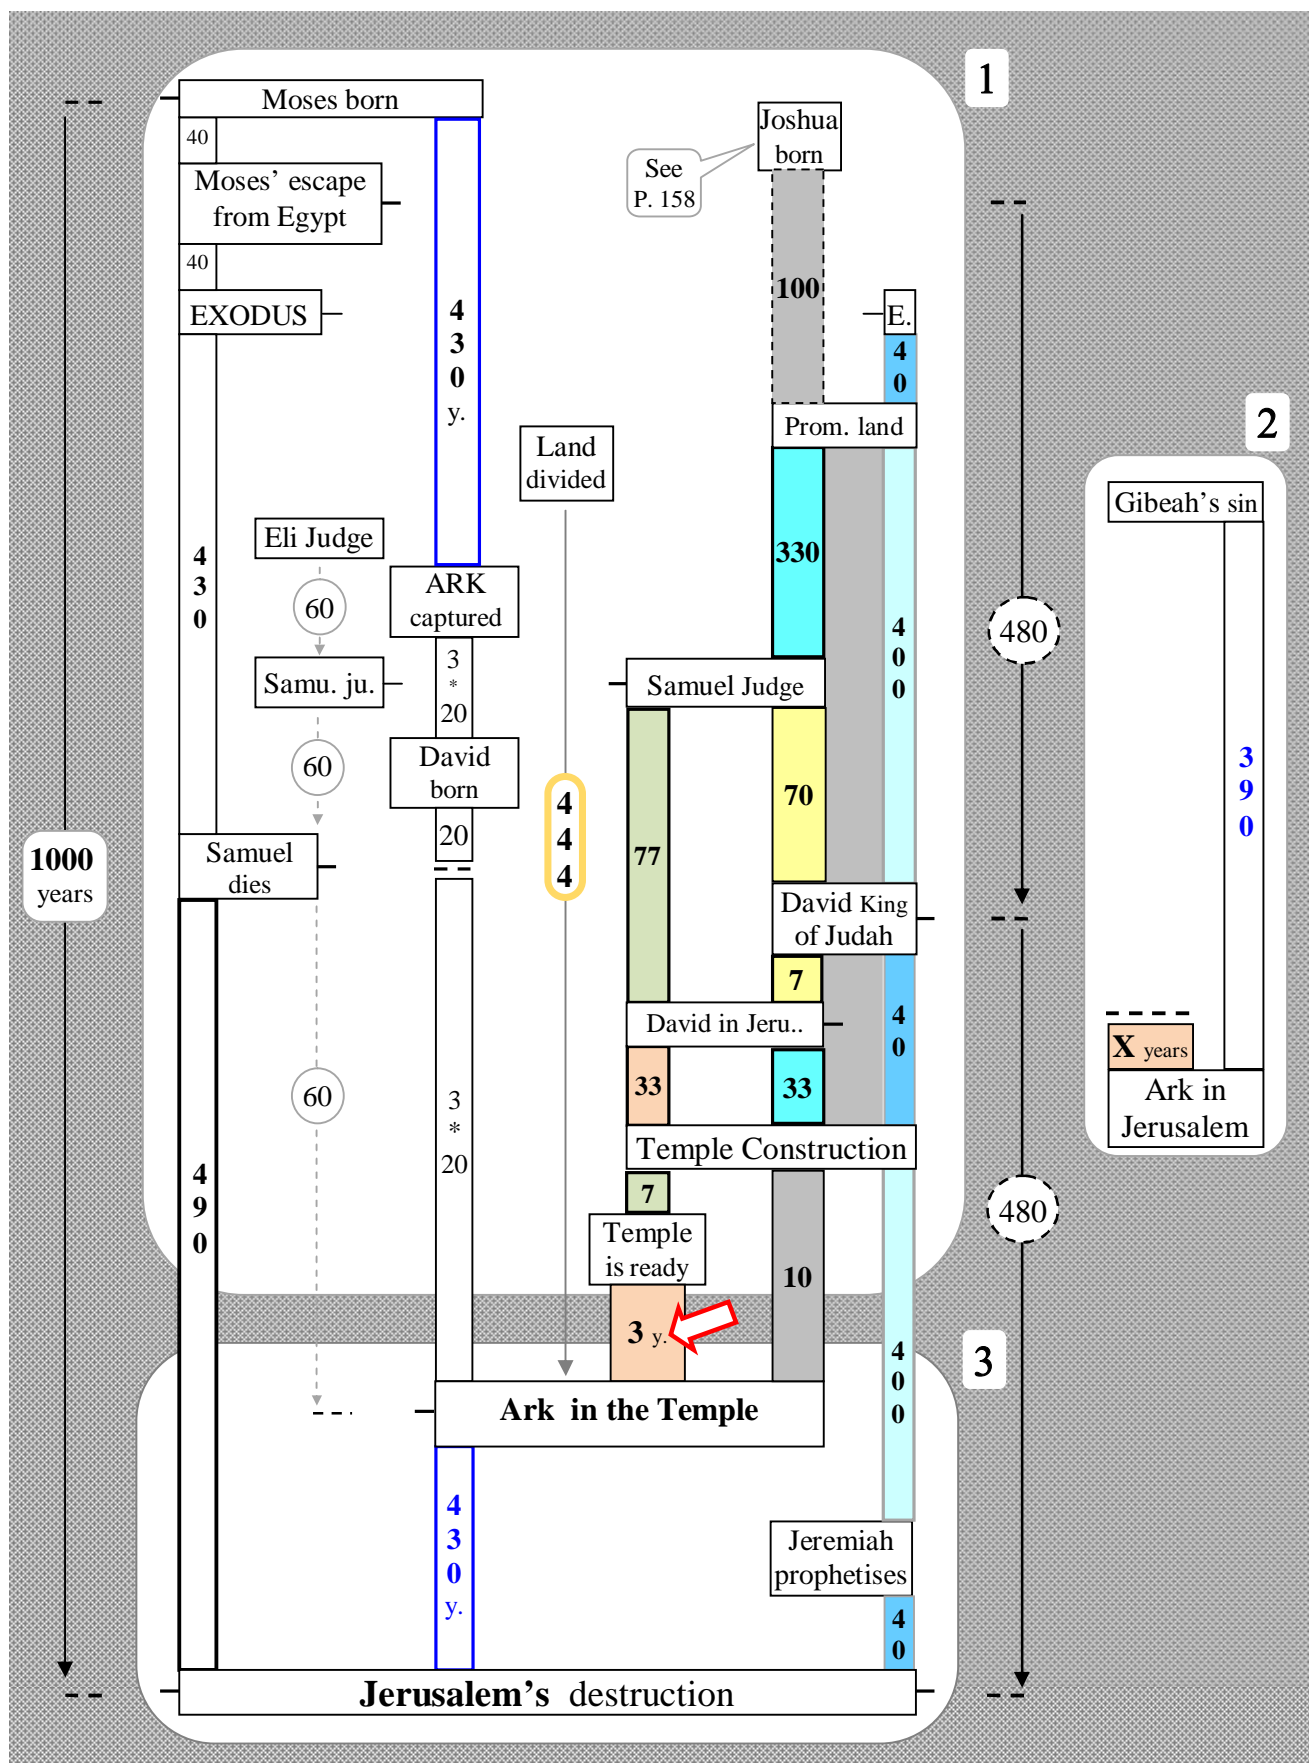 1
Moses born
Joshua
born
See
P. 158
40
Moses’ escape
from Egypt
40
EXODUS
4
3
0
y.
100
E.
4
0
Prom. land
2
Land
divided
Gibeah’s sin
Eli Judge
60
4
3
0
ARK
captured
330
480
4
0
0
3
*
20
Samu. ju.
Samuel Judge
60
David
born
4
4
4
70
3
9
0
20
77
1000
years
Samuel
dies
David King
of Judah
7
4
0
David in Jeru..
X years
60
3
*
20
33
33
Ark in
Jerusalem
Temple Construction
4
9
0
7
480
Temple
is ready
10
3 y.
3
4
0
0
Ark in the Temple
4
3
0
y.
Jeremiah
prophetises
4
0
Jerusalem’s destruction